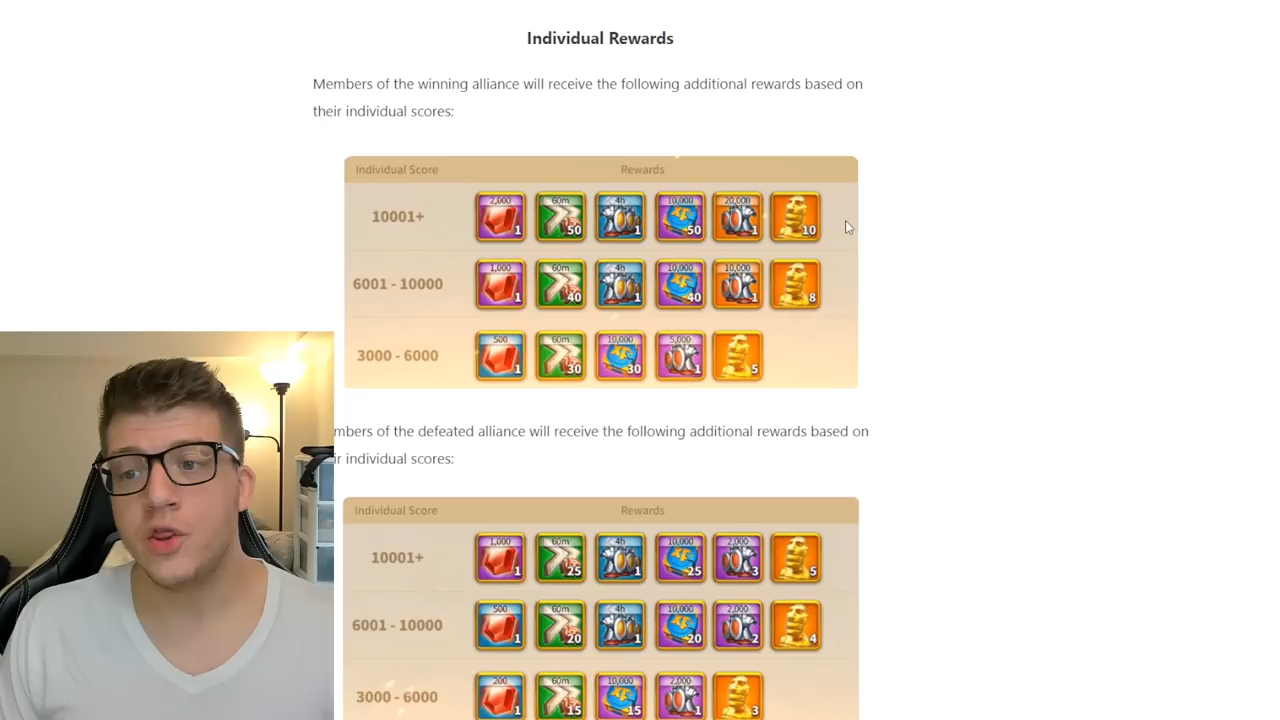 Individual Rewards
Members of the winning alliance will receive the following additional rewards based on
their individual scores:
Individual Score Rewards
10001+ 2,000 1 60m 50 4h 1 10,000 50 20,000 1 10
6001 - 10000 1,000 1 60m 40 4h 1 10,000 40 10,000 1 8
3000 - 6000 500 1 60m 30 10,000 30 5,000 1 5
mbers of the defeated alliance will receive the following additional rewards based on
ir individual scores:
Individual Score Rewards
10001+ 1,000 1 60m 25 4h 1 10,000 25 2,000 3 5
6001 - 10000 500 1 60m 20 4h 1 10,000 20 2,000 2 4
3000 - 6000 200 1 60m 15 10,000 15 2,000 1 3